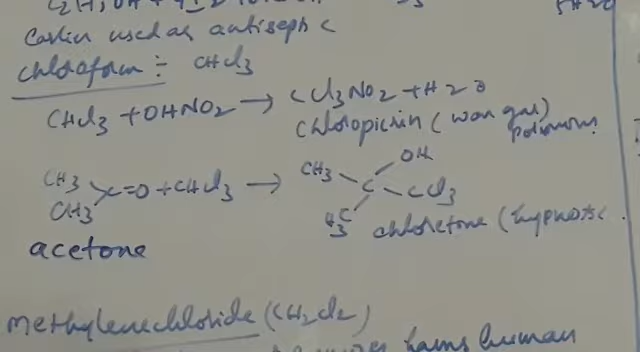 Earlier used as antiseptic
chloroform :- CHCl3
CHCl3 + OHNO2 → CCl3NO2 + H2O
Chloropicrin (war gas)
poisonous
CH3 CH3 C=O + CHCl3 → CH3 H3C C OH CCl3
chloretone (hypnotic
acetone
methylenechloride (CH2Cl2)
harms human